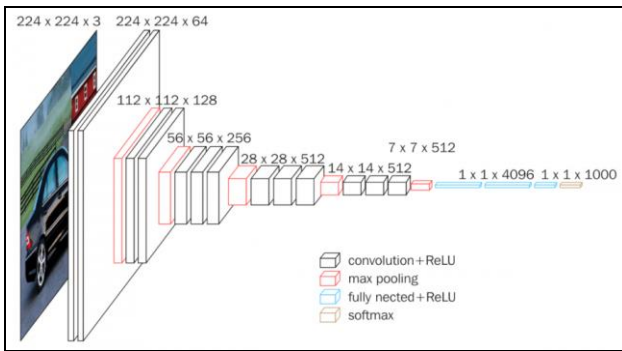 224 x 224 x 3
224 x 224 x 64
112 x 112 x 128
56 x 56 x 256
28 x 28 x 512
14 x 14 x 512
7 x 7 x 512
1 x 1 x 4096
1 x 1 x 1000
convolution+ReLU
max pooling
fully nected+ReLU
softmax